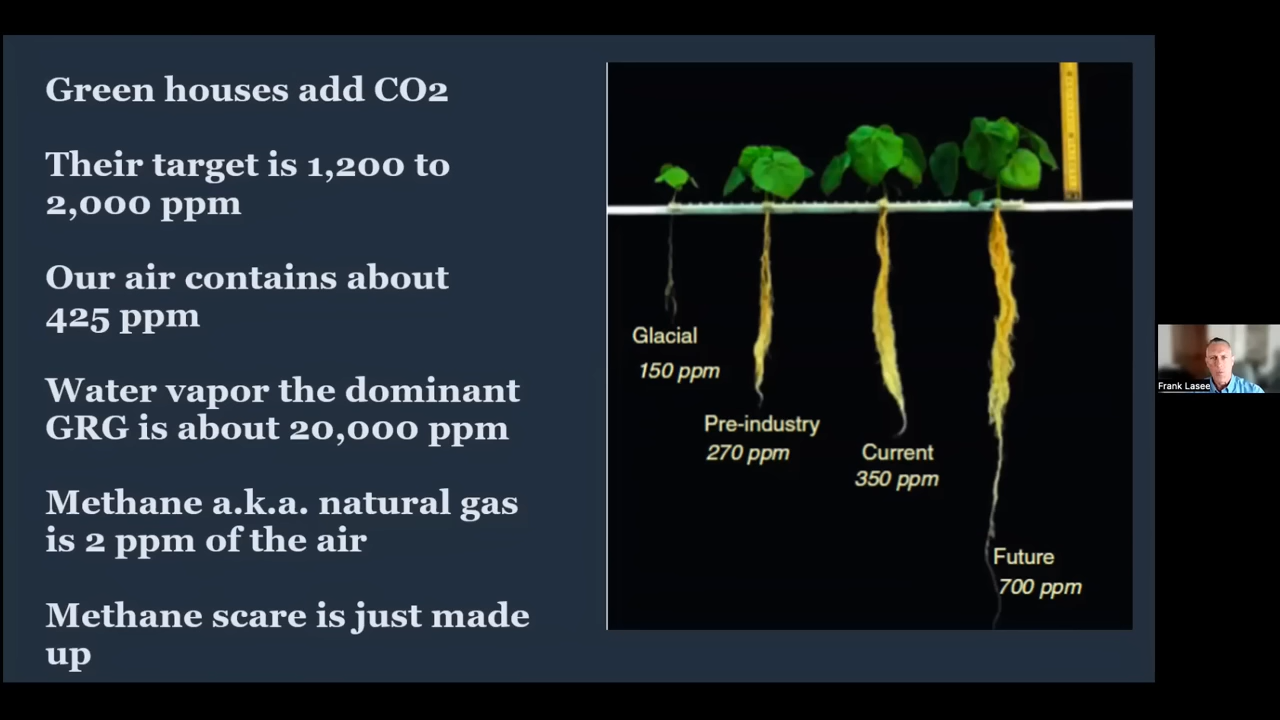 Green houses add CO2
Their target is 1,200 to
2,000 ppm
Our air contains about
425 ppm
Water vapor the dominant
GRG is about 20,000 ppm
Methane a.k.a. natural gas
is 2 ppm of the air
Methane scare is just made
up
Glacial
150 ppm
Pre-industry
270 ppm
Current
350 ppm
Future
700 ppm
Frank Lasee